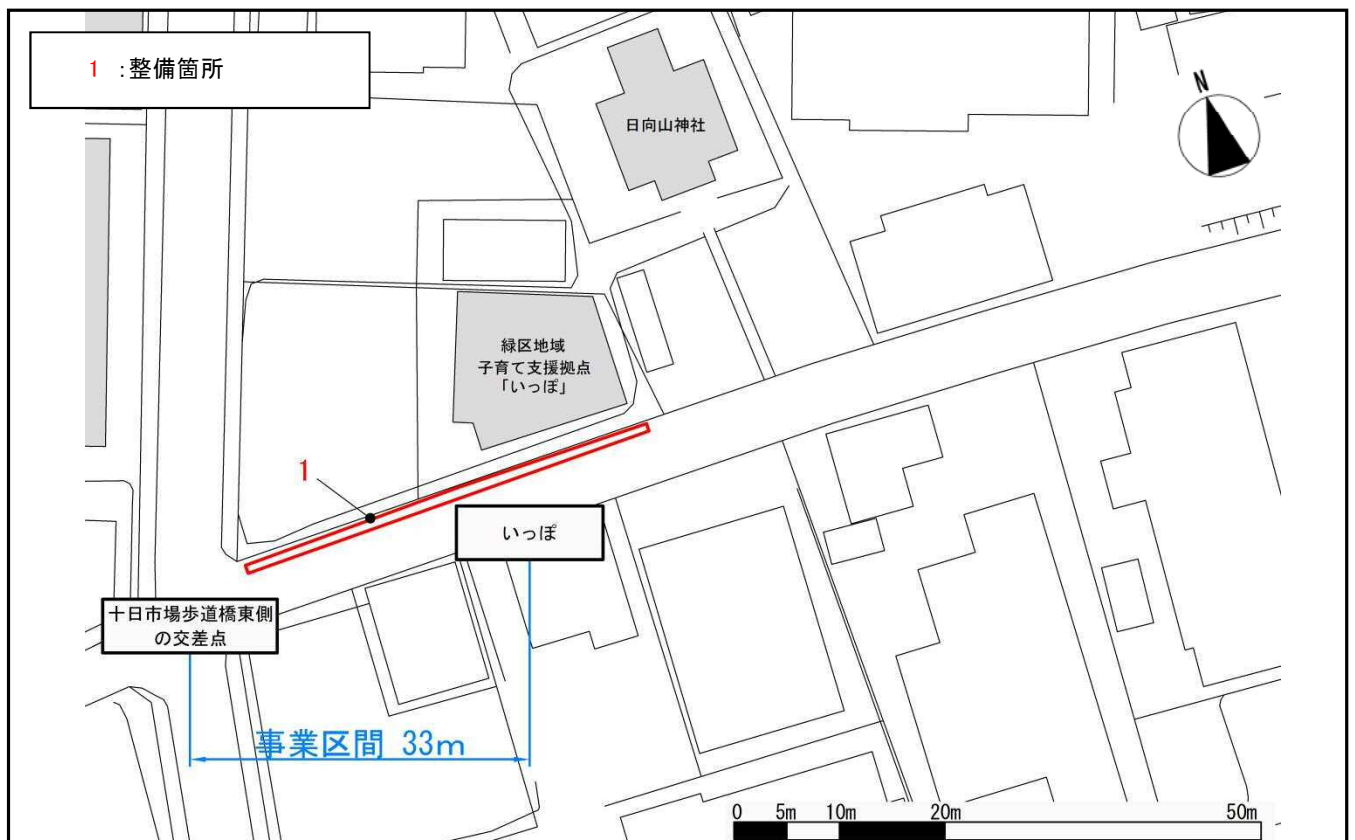 1 :整備箇所
日向山神社
N
緑区地域
子育て支援拠点
「いっぽ」
1
いっぽ
十日市場歩道橋東側
の交差点
事業区間 33m
0 5m 10m 20m 50m